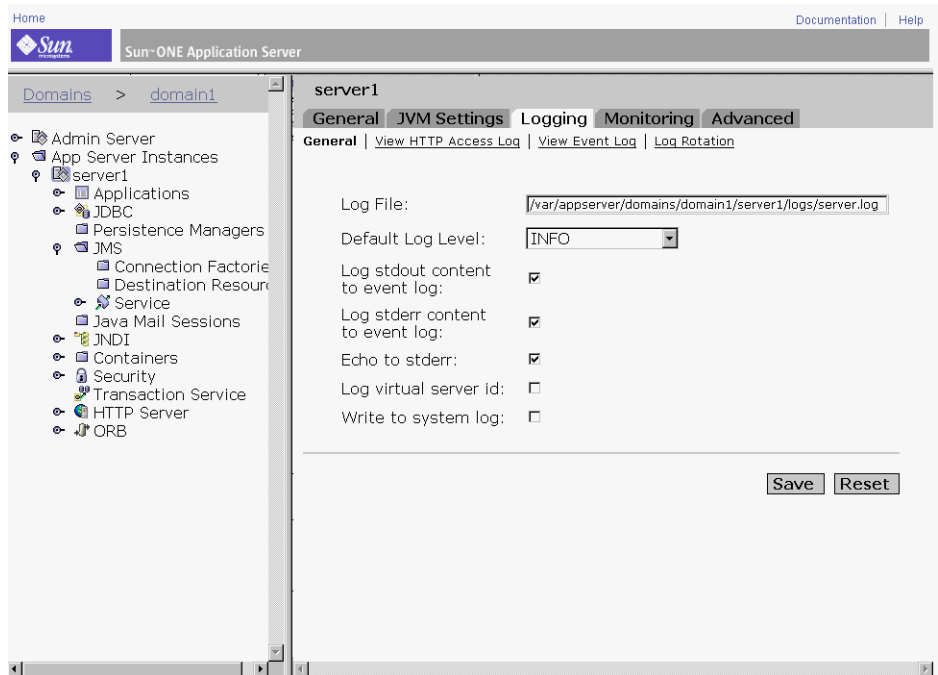 Home
Documentation | Help
Sun
microsystems
Sun™ ONE Application Server
Domains > domain1
Admin Server
App Server Instances
server1
Applications
JDBC
Persistence Managers
JMS
Connection Factorie
Destination Resour
Service
Java Mail Sessions
JNDI
Containers
Security
Transaction Service
HTTP Server
ORB
server1
General JVM Settings Logging Monitoring Advanced
General | View HTTP Access Log | View Event Log | Log Rotation
Log File: /var/appserver/domains/domain1/server1/logs/server.log
Default Log Level: INFO
Log stdout content
to event log:
Log stderr content
to event log:
Echo to stderr:
Log virtual server id:
Write to system log:
Save Reset